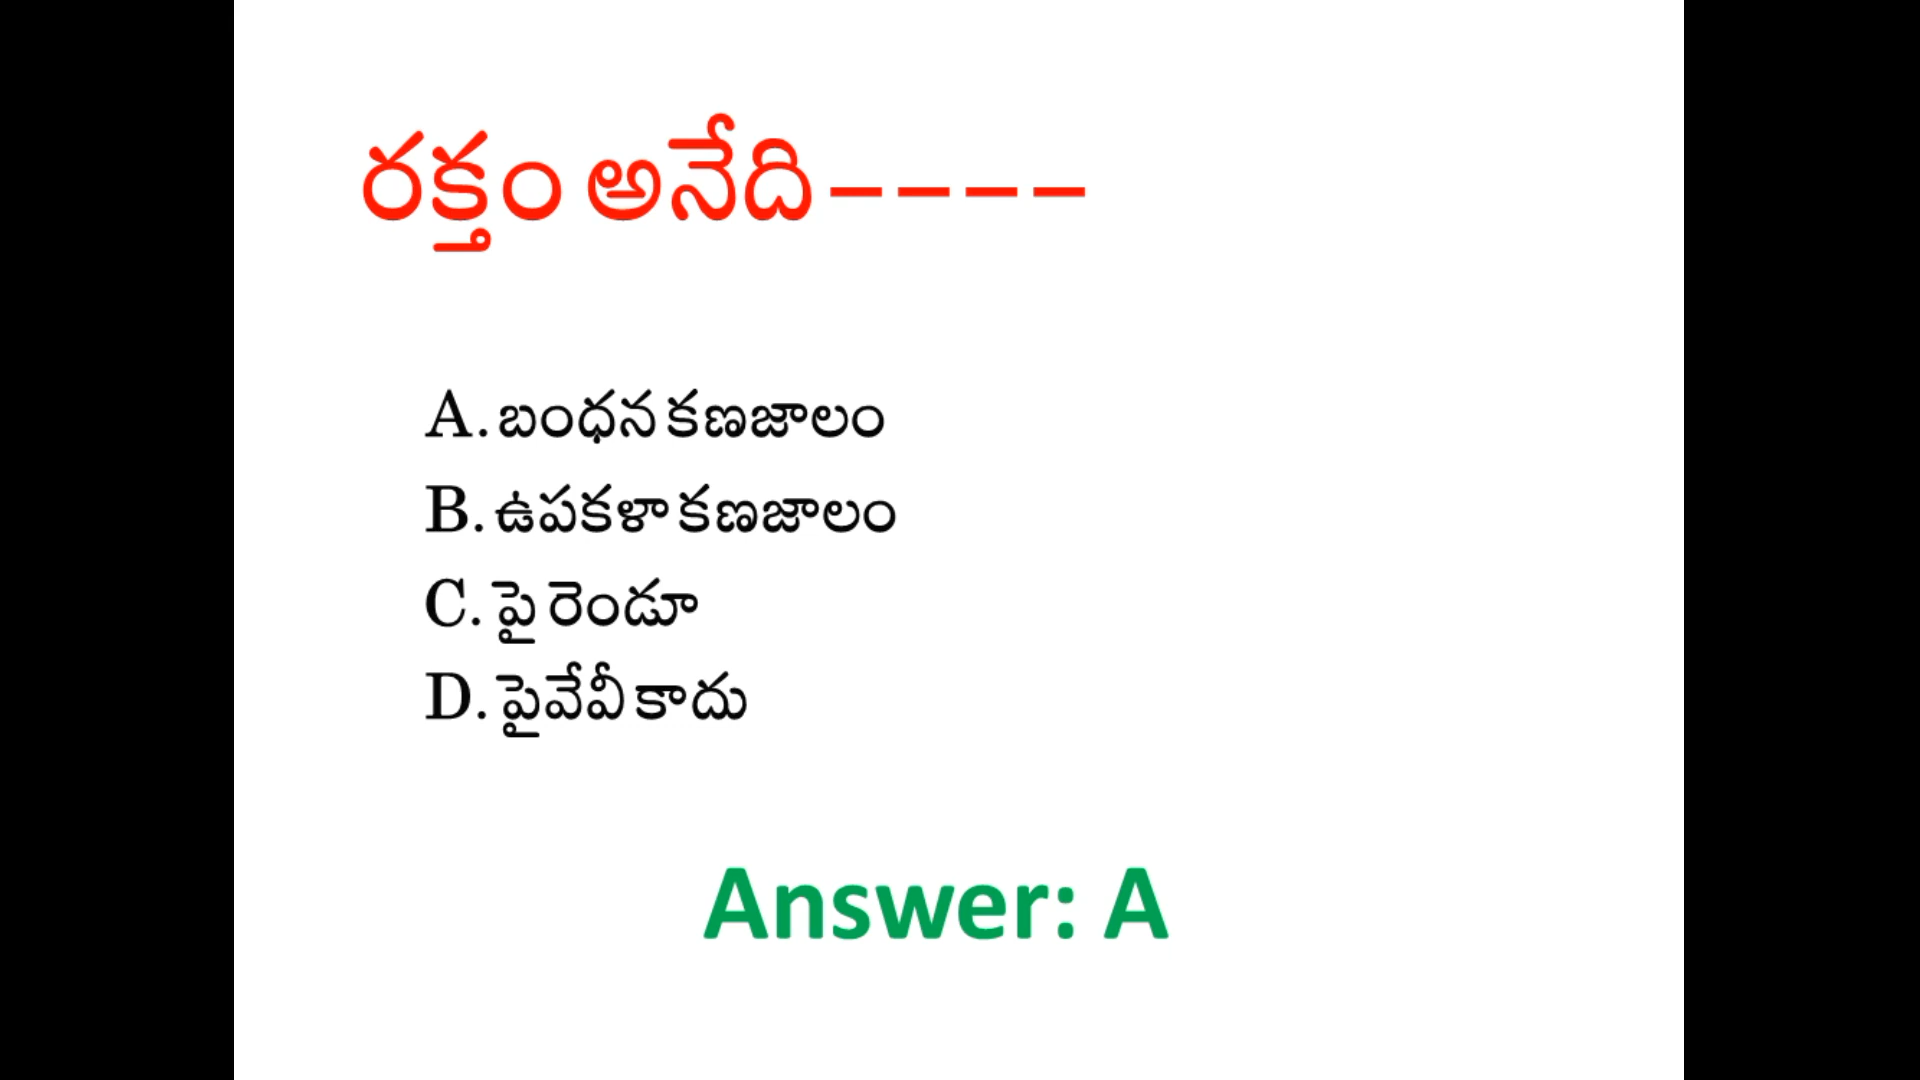 రక్తం అనేది----
A. బంధన కణజాలం
B. ఉపకళా కణజాలం
C. పై రెండూ
D. పైవేవీ కాదు
Answer: A